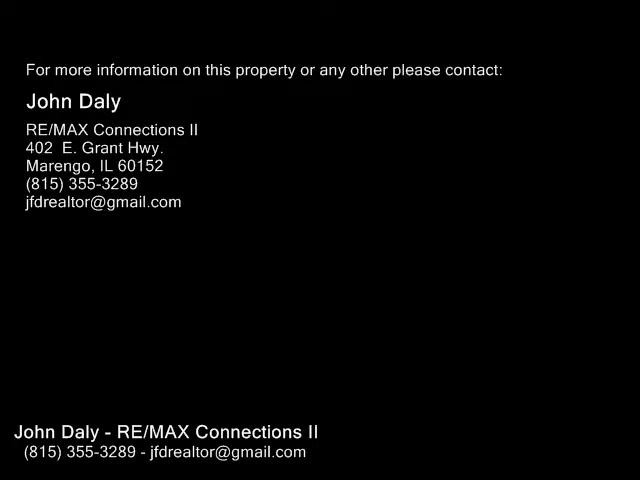 For more information on this property or any other please contact:
John Daly
RE/MAX Connections II
402  E. Grant Hwy.
Marengo, IL 60152
(815) 355-3289
jfdrealtor@gmail.com
John Daly - RE/MAX Connections II
(815) 355-3289 - jfdrealtor@gmail.com